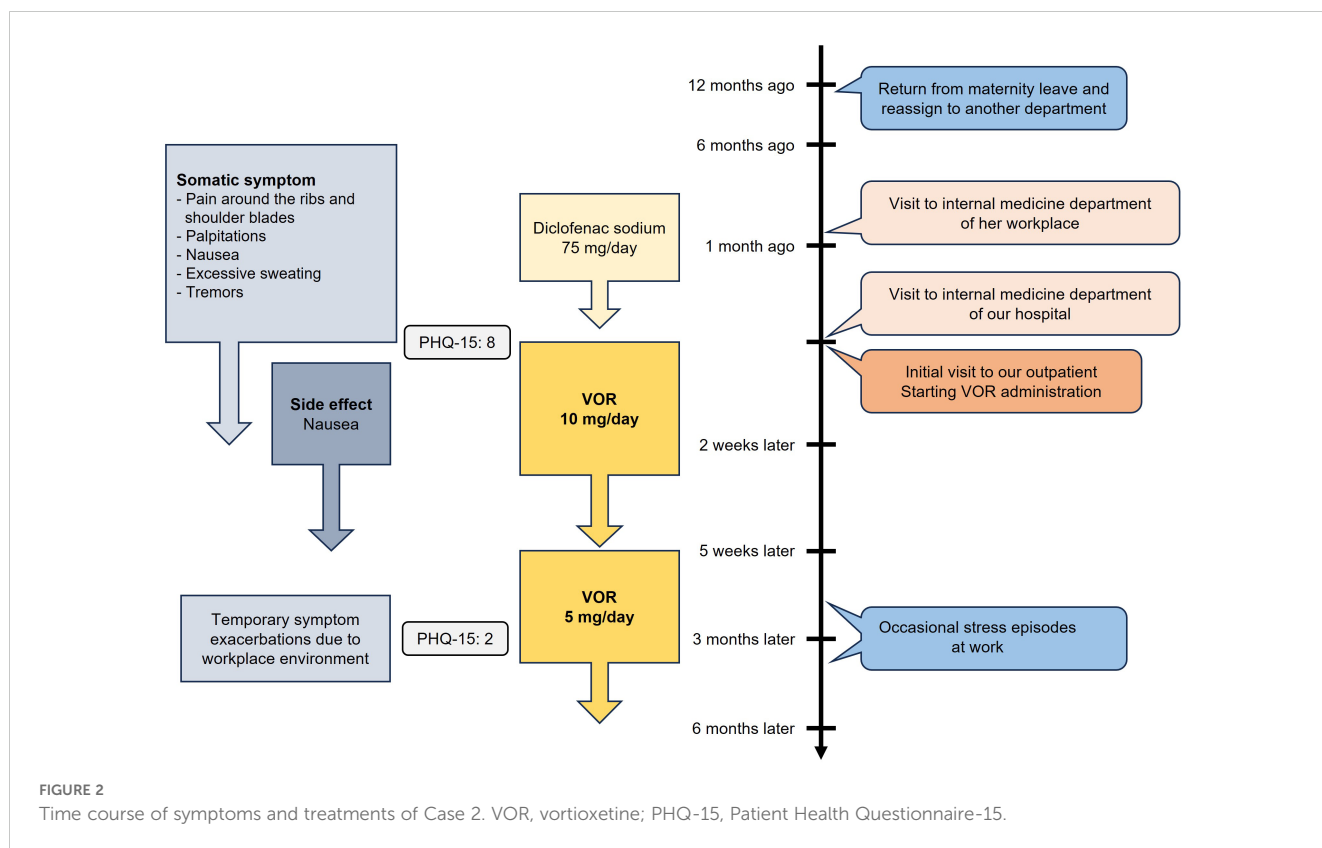 Somatic symptom
- Pain around the ribs and
shoulder blades
- Palpitations
- Nausea
- Excessive sweating
- Tremors
Side effect
Nausea
Temporary symptom
exacerbations due to
workplace environment
PHQ-15: 8
PHQ-15: 2
Diclofenac sodium
75 mg/day
VOR
10 mg/day
VOR
5 mg/day
12 months ago
6 months ago
1 month ago
2 weeks later
5 weeks later
3 months later
6 months later
Return from maternity leave and
reassign to another department
Visit to internal medicine department
of her workplace
Visit to internal medicine department
of our hospital
Initial visit to our outpatient
Starting VOR administration
Occasional stress episodes
at work
FIGURE 2
Time course of symptoms and treatments of Case 2. VOR, vortioxetine; PHQ-15, Patient Health Questionnaire-15.